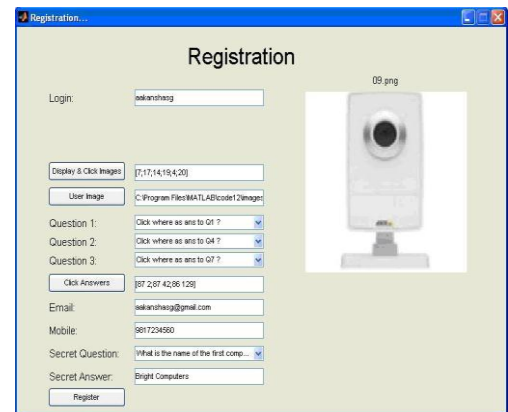 Registration...
Registration
09.png
Login: aakanshasg
Display & Click Images [7;17;14;19;4;20]
User Image C:\Program Files\MATLAB\code12\images
Question 1: Click where as ans to Q1 ?
Question 2: Click where as ans to Q4 ?
Question 3: Click where as ans to Q7 ?
Click Answers [87 2;87 42;86 129]
Email: aakanshasg@gmail.com
Mobile: 9817234560
Secret Question: What is the name of the first comp...
Secret Answer: Bright Computers
Register